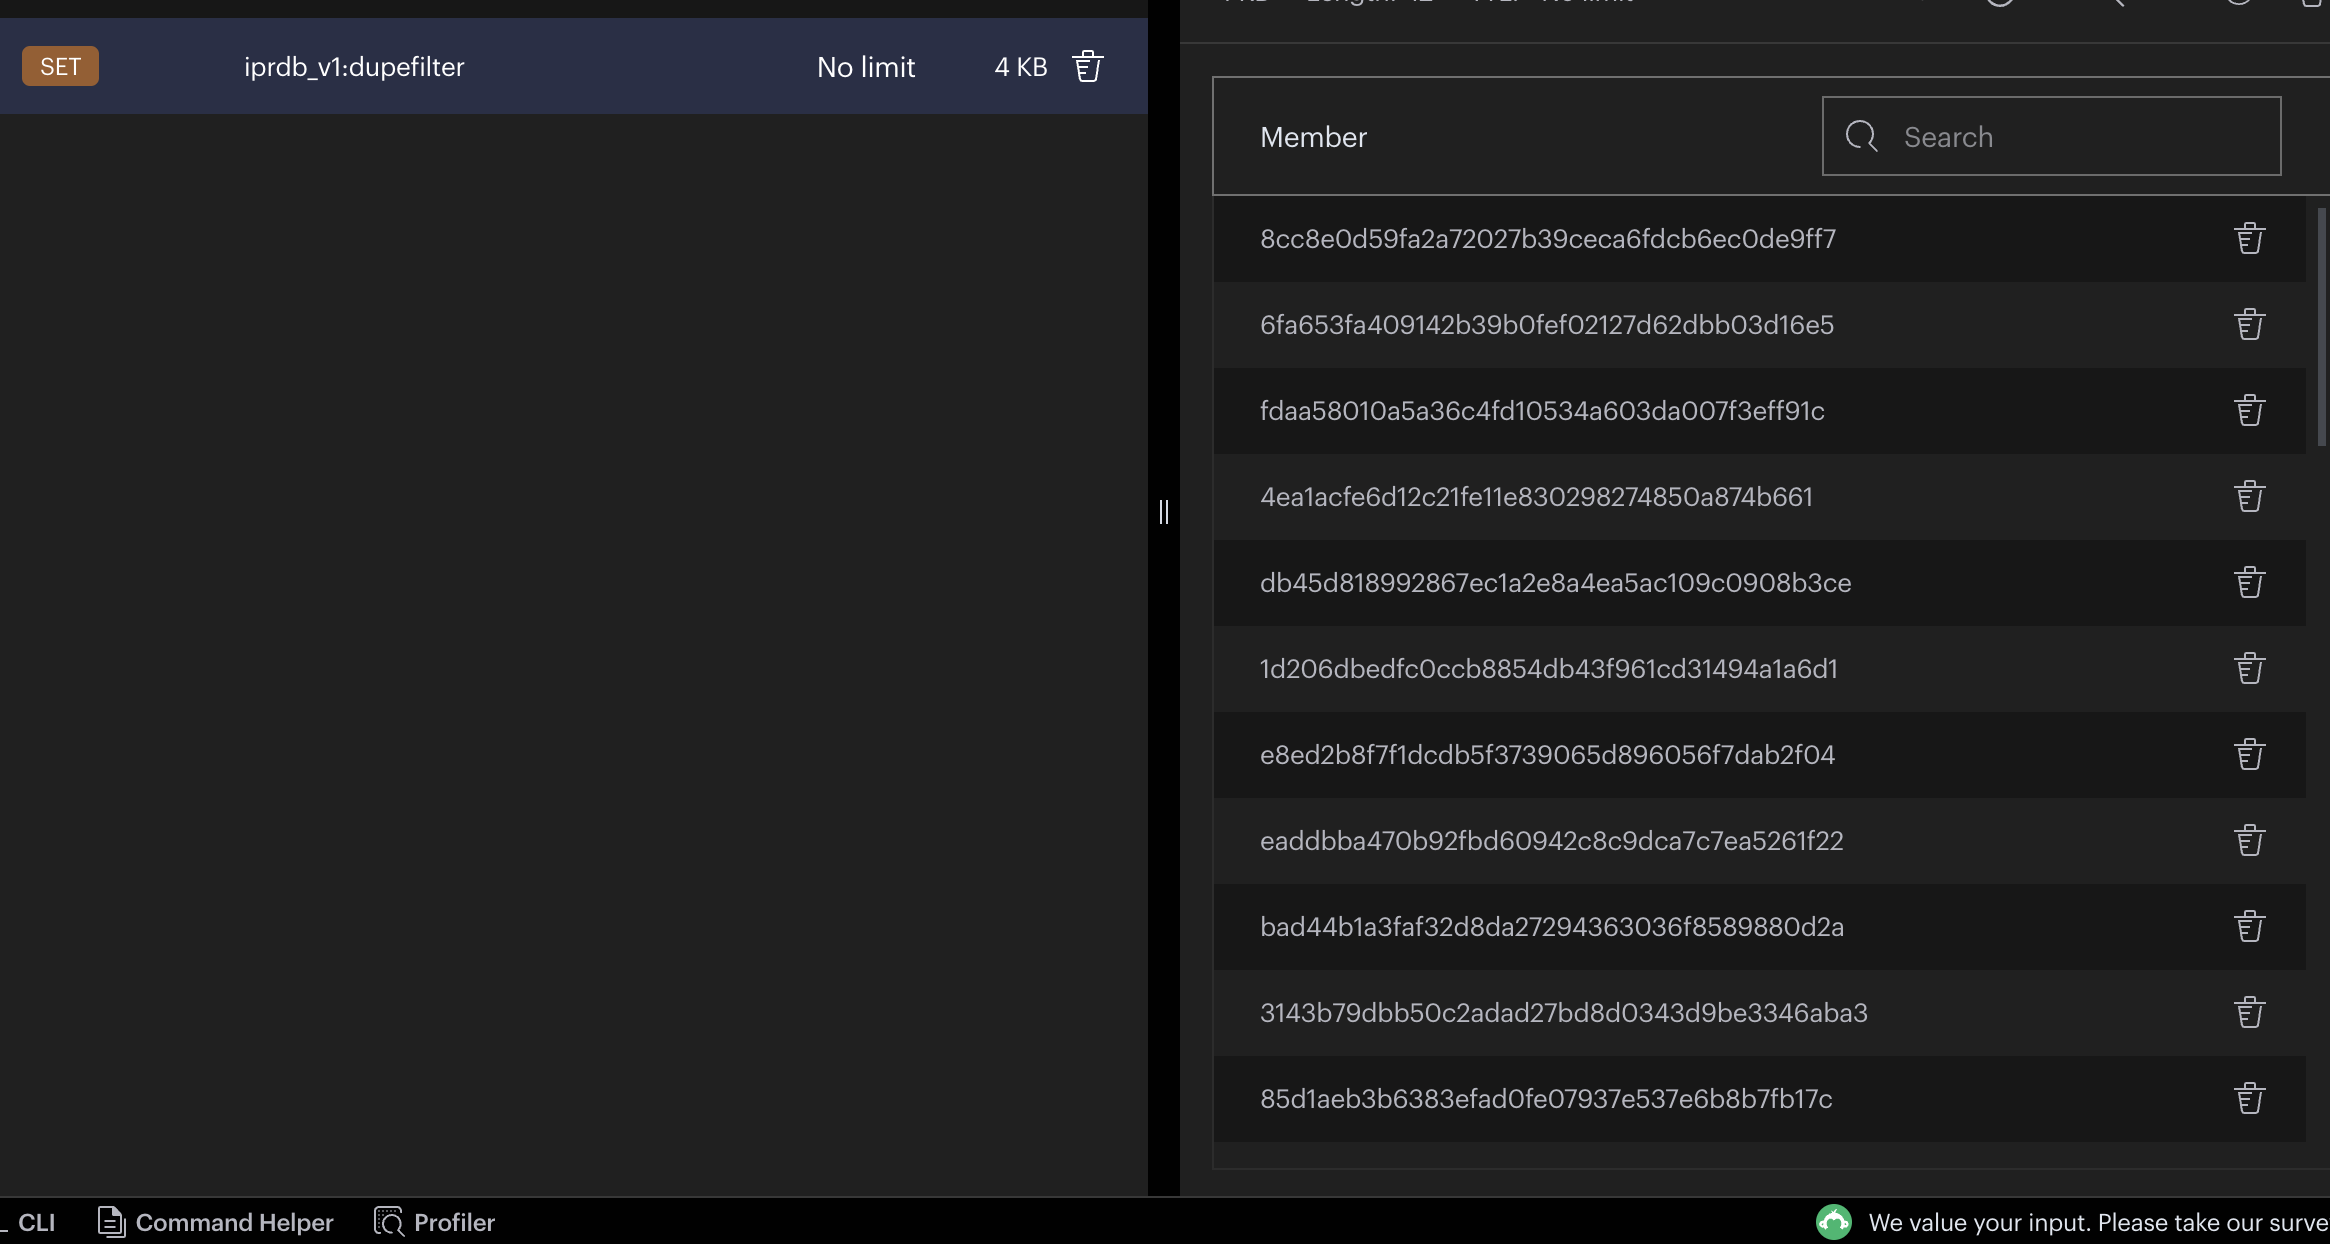 SET iprdb_v1:dupefilter No limit 4 KB
Member
Search
8cc8e0d59fa2a72027b39ceca6fdcb6ec0de9ff7
6fa653fa409142b39b0fef02127d62dbb03d16e5
fdaa58010a5a36c4fd10534a603da007f3eff91c
4ea1acfe6d12c21fe11e830298274850a874b661
db45d818992867ec1a2e8a4ea5ac109c0908b3ce
1d206dbedfc0ccb8854db43f961cd31494a1a6d1
e8ed2b8f7f1dcdb5f3739065d896056f7dab2f04
eaddbba470b92fbd60942c8c9dca7c7ea5261f22
bad44b1a3faf32d8da27294363036f8589880d2a
3143b79dbb50c2adad27bd8d0343d9be3346aba3
85d1aeb3b6383efad0fe07937e537e6b8b7fb17c
CLI Command Helper Profiler
We value your input. Please take our surve